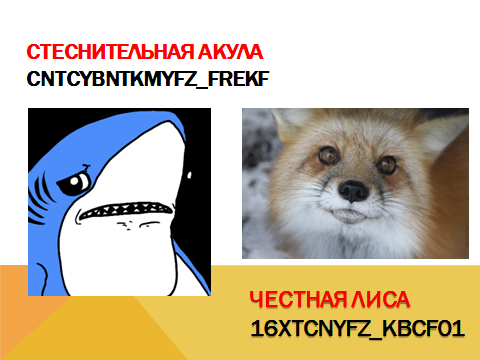 СТЕСНИТЕЛЬНАЯ АКУЛА
CNTCYBNTKMYFZ_FREKF
ЧЕСТНАЯ ЛИСА
16XTCNYFZ_KBCF01